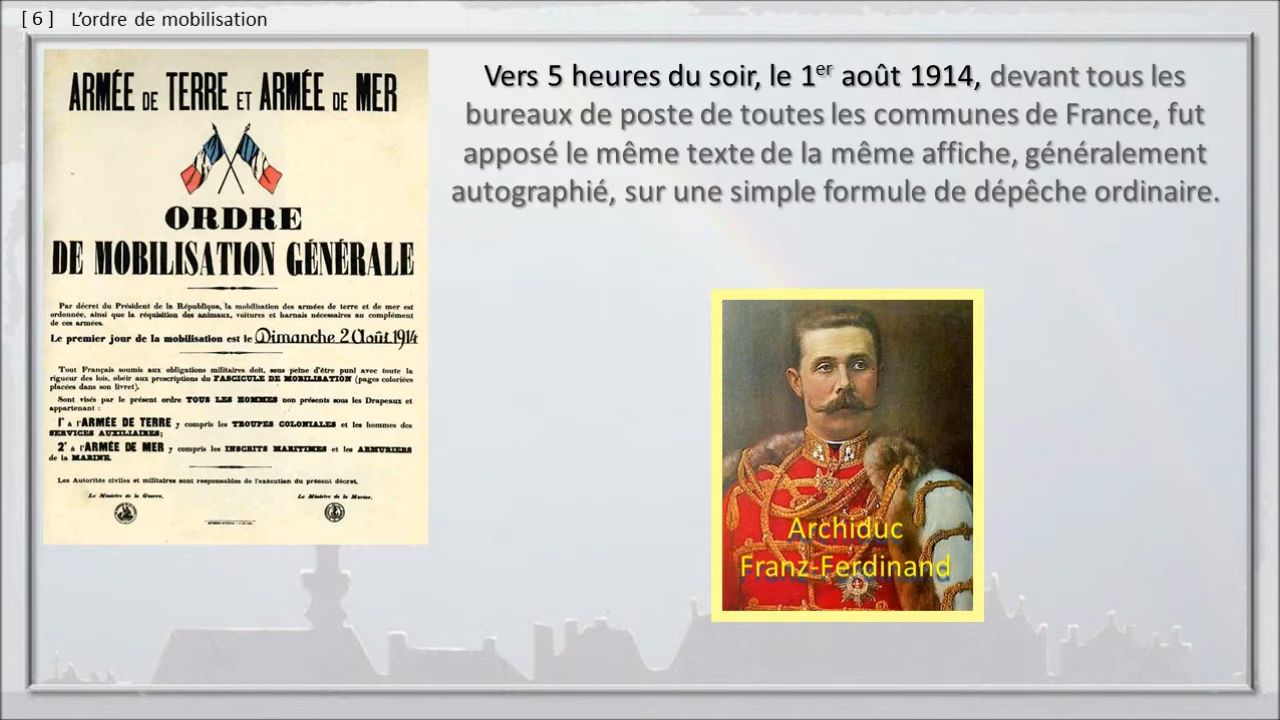 [ 6 ] L'ordre de mobilisation
ARMÉE DE TERRE ET ARMÉE DE MER
ORDRE
DE MOBILISATION GÉNÉRALE
Par décret du Président de la République, la mobilisation des armées de terre et de mer est
ordonnée, ainsi que la réquisition des animaux, voitures et harnais nécessaires au complément
de ces armées.
Le premier jour de la mobilisation est le Dimanche 2 Août 1914
Tout Français soumis aux obligations militaires doit, sous peine d'être puni avec toute la
rigueur des lois, obéir aux prescriptions du FASCICULE DE MOBILISATION (pages coloriées
placées dans son livret).
Sont visés par le présent ordre TOUS LES HOMMES non présents sous les Drapeaux et
appartenant :
1° à l'ARMÉE DE TERRE y compris les TROUPES COLONIALES et les hommes des
SERVICES AUXILIAIRES;
2° à l'ARMÉE DE MER y compris les INSCRITS MARITIMES et les ARMURIERS
de la MARINE.
Les Autorités civiles et militaires sont responsables de l'exécution du présent décret.
Le Ministre de la Guerre, Le Ministre de la Marine,
Vers 5 heures du soir, le 1er août 1914, devant tous les
bureaux de poste de toutes les communes de France, fut
apposé le même texte de la même affiche, généralement
autographié, sur une simple formule de dépêche ordinaire.
Archiduc
Franz-Ferdinand